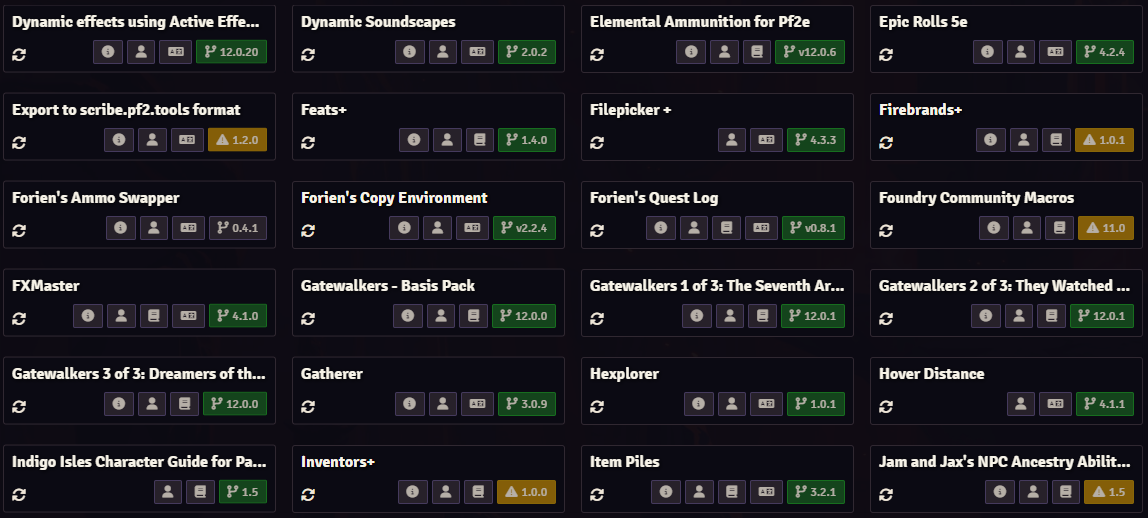 Dynamic effects using Active Effe...
12.0.20
Dynamic Soundscapes
2.0.2
Elemental Ammunition for Pf2e
v12.0.6
Epic Rolls 5e
4.2.4
Export to scribe.pf2.tools format
1.2.0
Feats+
1.4.0
Filepicker +
4.3.3
Firebrands+
1.0.1
Forien's Ammo Swapper
0.4.1
Forien's Copy Environment
v2.2.4
Forien's Quest Log
v0.8.1
Foundry Community Macros
11.0
FXMaster
4.1.0
Gatewalkers - Basis Pack
12.0.0
Gatewalkers 1 of 3: The Seventh Ar...
12.0.1
Gatewalkers 2 of 3: They Watched ...
12.0.1
Gatewalkers 3 of 3: Dreamers of th...
12.0.0
Gatherer
3.0.9
Hexplorer
1.0.1
Hover Distance
4.1.1
Indigo Isles Character Guide for Pa...
1.5
Inventors+
1.0.0
Item Piles
3.2.1
Jam and Jax's NPC Ancestry Abilit...
1.5